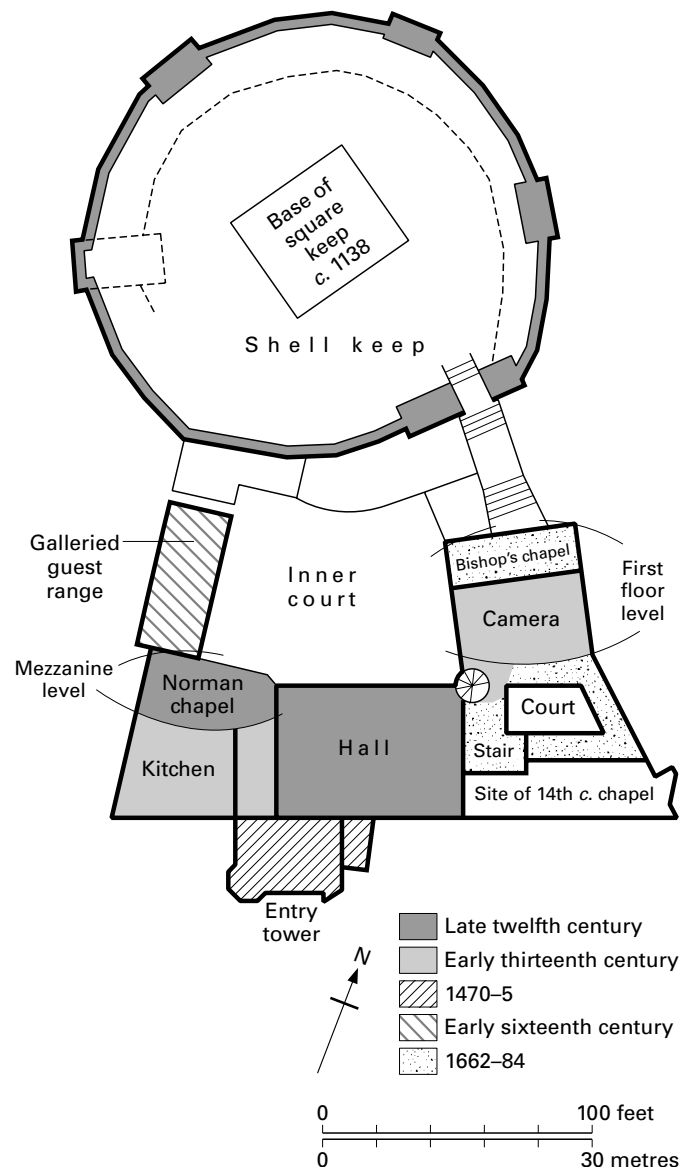 Base of
square
keep
c. 1138
Shell keep
Galleried
guest
range
Inner
court
Bishop's chapel
First
floor
level
Camera
Mezzanine
level
Norman
chapel
Court
Hall
Stair
Kitchen
Site of 14th c. chapel
Entry
tower
Late twelfth century
Early thirteenth century
1470–5
Early sixteenth century
1662–84
N
0 100 feet
0 30 metres